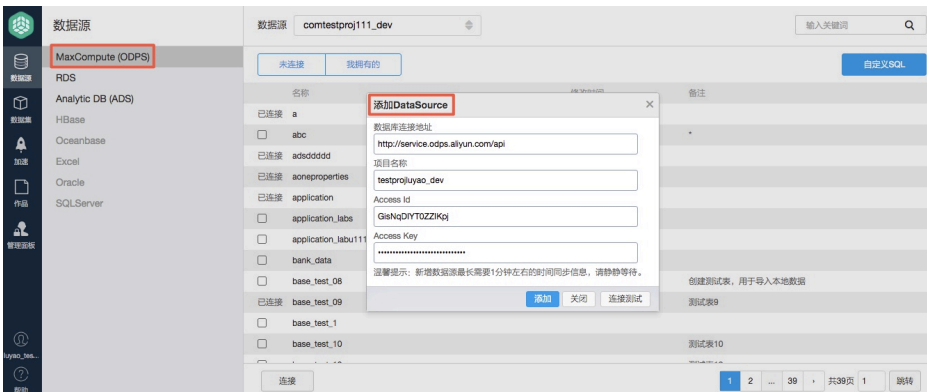 数据源
数据源 comtestproj111_dev
输入关键词
MaxCompute (ODPS)
RDS
Analytic DB (ADS)
HBase
Oceanbase
Excel
Oracle
SQLServer
数据源
数据集
加速
作品
管理面板
luyao_tes...
帮助
未连接 我拥有的 自定义SQL
名称 修改时间 备注
已连接 a
abc
已连接 adsddddd
已连接 aoneproperties
已连接 application
application_labs
application_labu111
bank_data
base_test_08 创建测试表，用于导入本地数据
已连接 base_test_09 测试表9
base_test_1
base_test_10 测试表10
添加DataSource
数据库连接地址
http://service.odps.aliyun.com/api
项目名称
testprojluyao_dev
Access Id
GisNqDIYT0ZZIKpj
Access Key
温馨提示：新增数据源最长需要1分钟左右的时间同步信息，请静静等待。
添加 关闭 连接测试
连接 1 2 ... 39 共39页 1 跳转